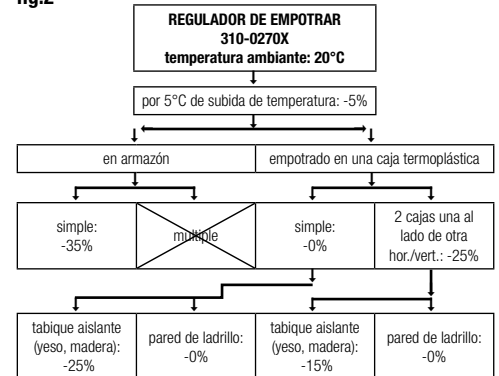 fig.2
REGULADOR DE EMPOTRAR
310-0270X
temperatura ambiante: 20°C
por 5°C de subida de temperatura: -5%
en armazón
empotrado en una caja termoplástica
simple:
-35%
multiple
simple:
-0%
2 cajas una al
lado de otra
hor./vert.: -25%
tabique aislante
(yeso, madera):
-25%
pared de ladrillo:
-0%
tabique aislante
(yeso, madera):
-15%
pared de ladrillo:
-0%